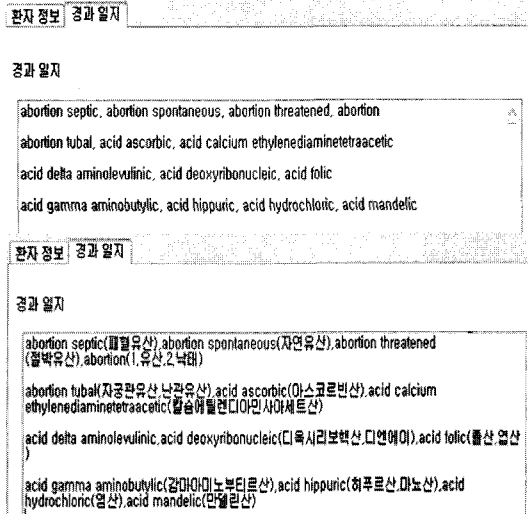 환자 정보 경과 일지
경과 일지
abortion septic, abortion spontaneous, abortion threatened, abortion
abortion tubal, acid ascorbic, acid calcium ethylenediaminetetraacetic
acid delta aminolevulinic, acid deoxyribonucleic, acid folic
acid gamma aminobutylic, acid hippuric, acid hydrochloric, acid mandelic
환자 정보 경과 일지
경과 일지
abortion septic(패혈유산),abortion spontaneous(자연유산),abortion threatened
(절박유산),abortion(1.유산,2.낙태)
abortion tubal(자궁관유산,난관유산),acid ascorbic(아스코르빈산),acid calcium
ethylenediaminetetraacetic(칼슘에틸렌디아민사아세트산)
acid delta aminolevulinic,acid deoxyribonucleic(디옥시리보핵산,디엔에이),acid folic(폴산,엽산
)
acid gamma aminobutylic(감마아미노부티르산),acid hippuric(히푸르산,마뇨산),acid
hydrochloric(염산),acid mandelic(만델린산)